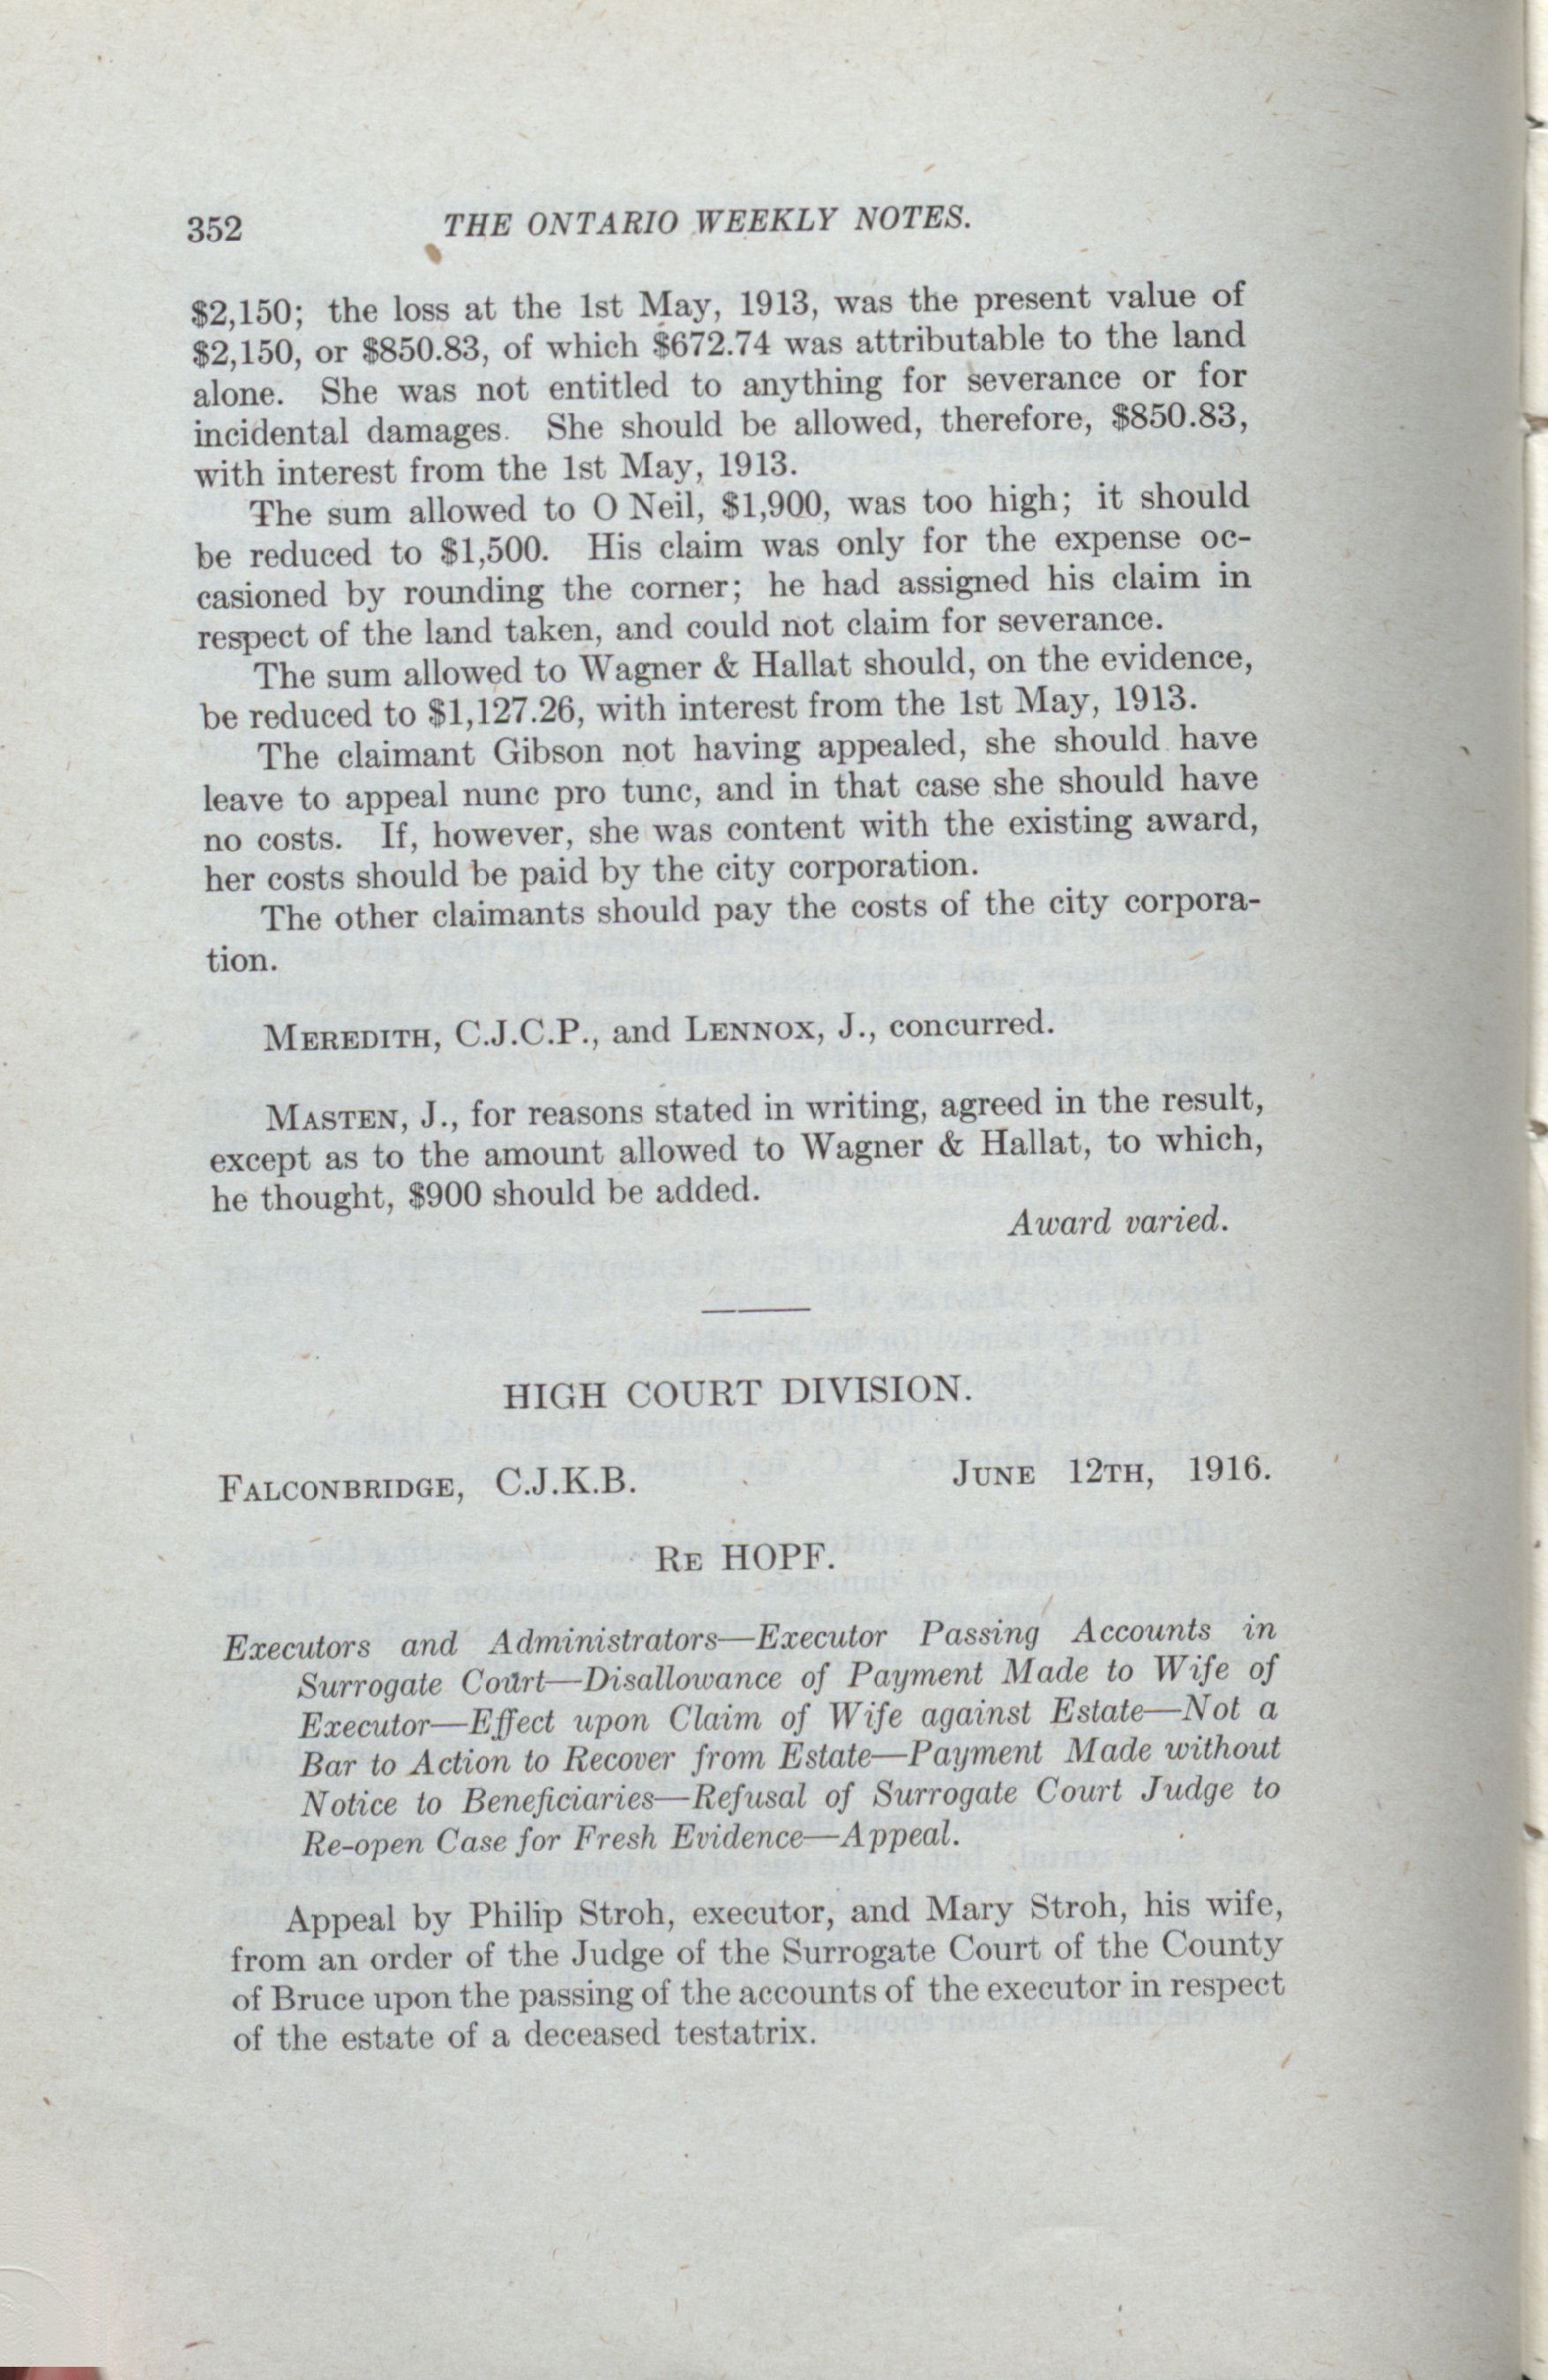 352 THE ONTARIO WEEKLY NOTES.
$2,150; the loss at the 1st May, 1913, was the present value of
$2,150, or $850.83, of which $672.74 was attributable to the land
alone. She was not entitled to anything for severance or for
incidental damages. She should be allowed, therefore, $850.83,
with interest from the 1st May, 1913.
The sum allowed to O Neil, $1,900, was too high; it should
be reduced to $1,500. His claim was only for the expense oc-
casioned by rounding the corner; he had assigned his claim in
respect of the land taken, and could not claim for severance.
The sum allowed to Wagner & Hallat should, on the evidence,
be reduced to $1,127.26, with interest from the 1st May, 1913.
The claimant Gibson not having appealed, she should have
leave to appeal nunc pro tunc, and in that case she should have
no costs. If, however, she was content with the existing award,
her costs should be paid by the city corporation.
The other claimants should pay the costs of the city corpora-
tion.
MEREDITH, C.J.C.P., and LENNOX, J., concurred.
MASTEN, J., for reasons stated in writing, agreed in the result,
except as to the amount allowed to Wagner & Hallat, to which,
he thought, $900 should be added.
Award varied.
HIGH COURT DIVISION.
FALCONBRIDGE, C.J.K.B. JUNE 12TH, 1916.
RE HOPF.
Executors and Administrators—Executor Passing Accounts in
Surrogate Court—Disallowance of Payment Made to Wife of
Executor—Effect upon Claim of Wife against Estate—Not a
Bar to Action to Recover from Estate—Payment Made without
Notice to Beneficiaries—Refusal of Surrogate Court Judge to
Re-open Case for Fresh Evidence—Appeal.
Appeal by Philip Stroh, executor, and Mary Stroh, his wife,
from an order of the Judge of the Surrogate Court of the County
of Bruce upon the passing of the accounts of the executor in respect
of the estate of a deceased testatrix.